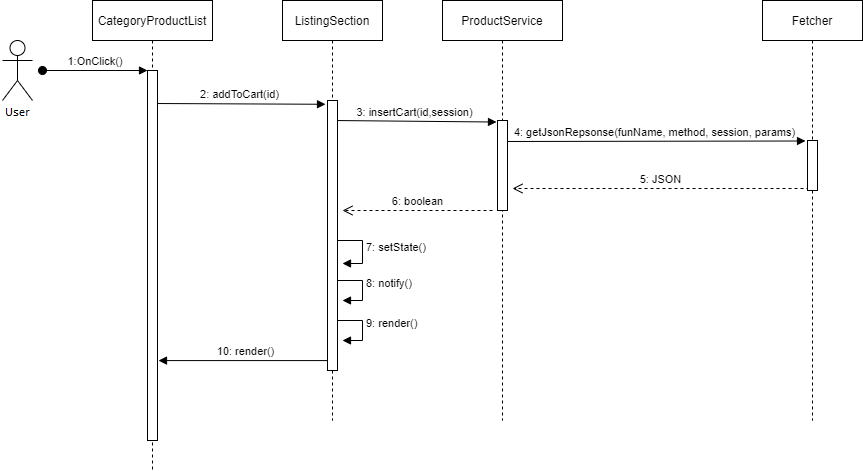 CategoryProductList
ListingSection
ProductService
Fetcher
1:OnClick()
User
2: addToCart(id)
3: insertCart(id,session)
4: getJsonRepsonse(funName, method, session, params)
5: JSON
6: boolean
7: setState()
8: notify()
9: render()
10: render()